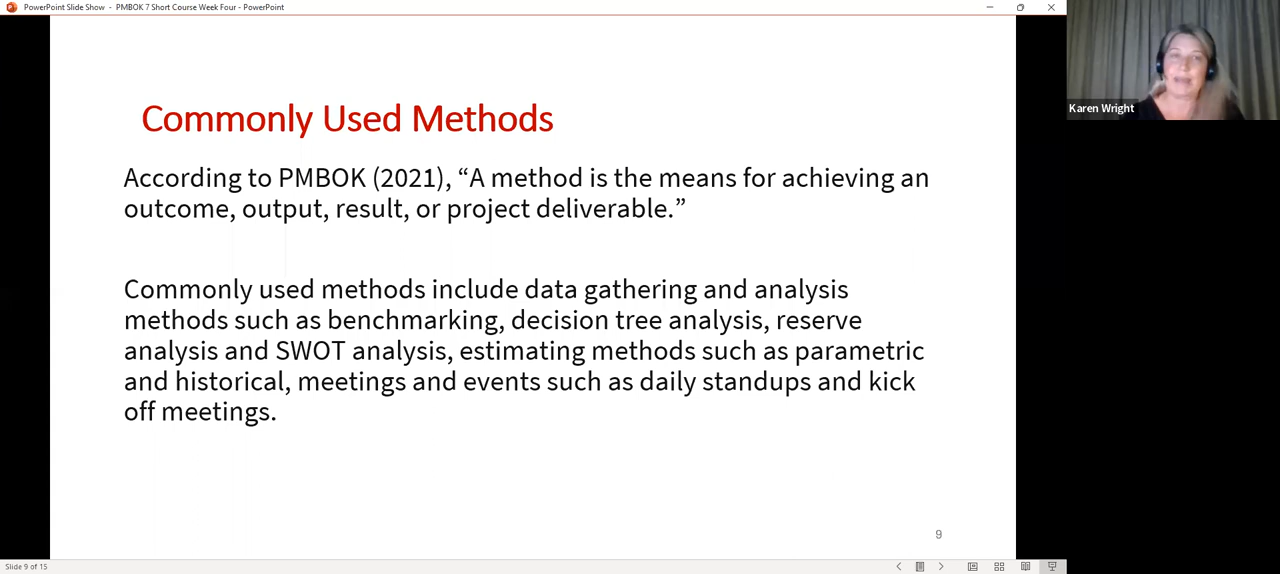 PowerPoint Slide Show - PMBOK 7 Short Course Week Four - PowerPoint
Karen Wright
Commonly Used Methods
According to PMBOK (2021), “A method is the means for achieving an
outcome, output, result, or project deliverable.”
Commonly used methods include data gathering and analysis
methods such as benchmarking, decision tree analysis, reserve
analysis and SWOT analysis, estimating methods such as parametric
and historical, meetings and events such as daily standups and kick
off meetings.
9
Slide 9 of 15